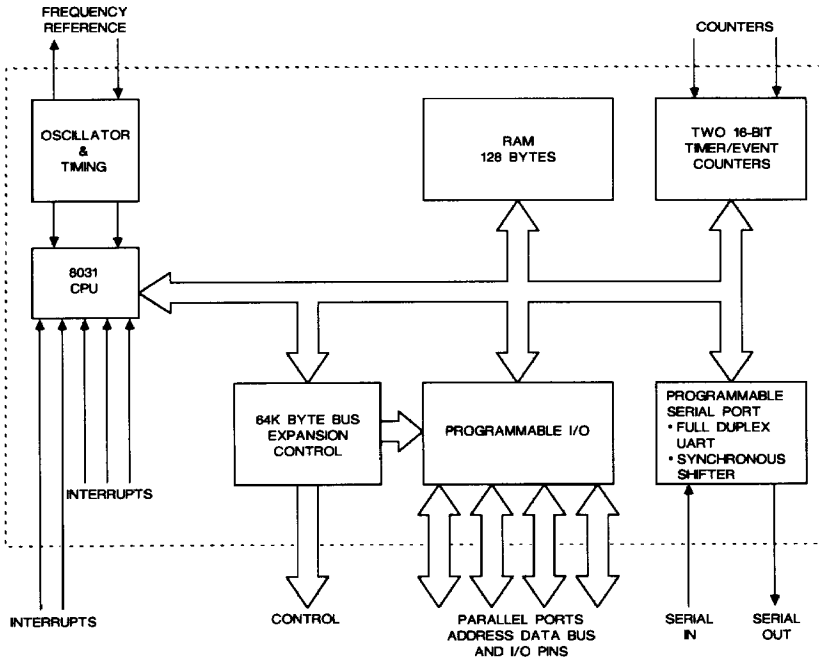 FREQUENCY
REFERENCE
COUNTERS
OSCILLATOR
&
TIMING
RAM
128 BYTES
TWO 16-BIT
TIMER/EVENT
COUNTERS
8031
CPU
64K BYTE BUS
EXPANSION
CONTROL
PROGRAMMABLE I/O
PROGRAMMABLE
SERIAL PORT
• FULL DUPLEX
UART
• SYNCHRONOUS
SHIFTER
INTERRUPTS
INTERRUPTS
CONTROL
PARALLEL PORTS
ADDRESS DATA BUS
AND I/O PINS
SERIAL
IN
SERIAL
OUT